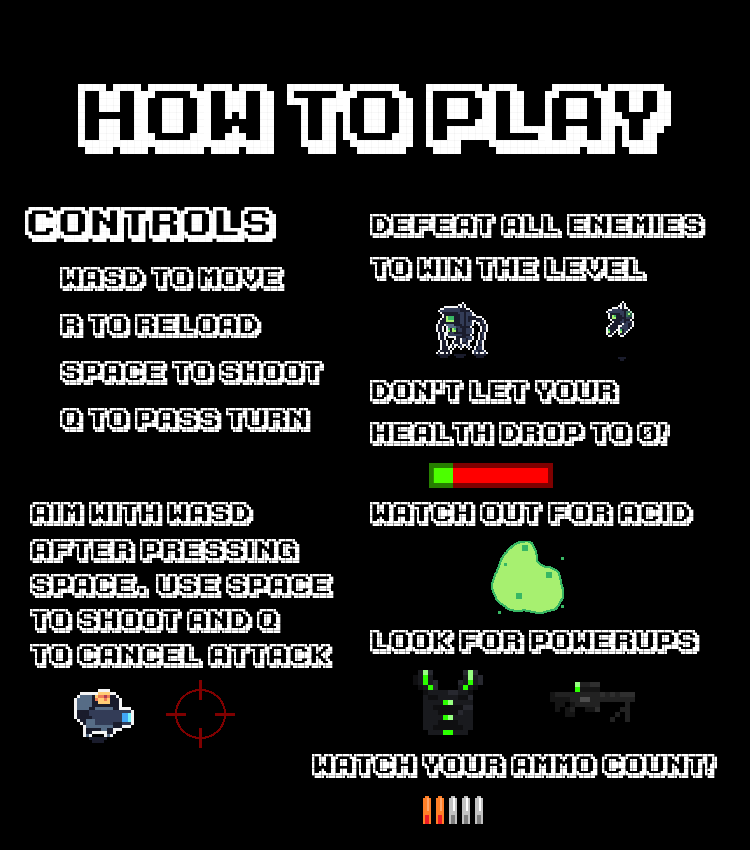 HOW TO PLAY
CONTROLS
WASD TO MOVE
R TO RELOAD
SPACE TO SHOOT
Q TO PASS TURN
AIM WITH WASD
AFTER PRESSING
SPACE. USE SPACE
TO SHOOT AND Q
TO CANCEL ATTACK
DEFEAT ALL ENEMIES
TO WIN THE LEVEL
DON'T LET YOUR
HEALTH DROP TO 0!
WATCH OUT FOR ACID
LOOK FOR POWERUPS
WATCH YOUR AMMO COUNT!